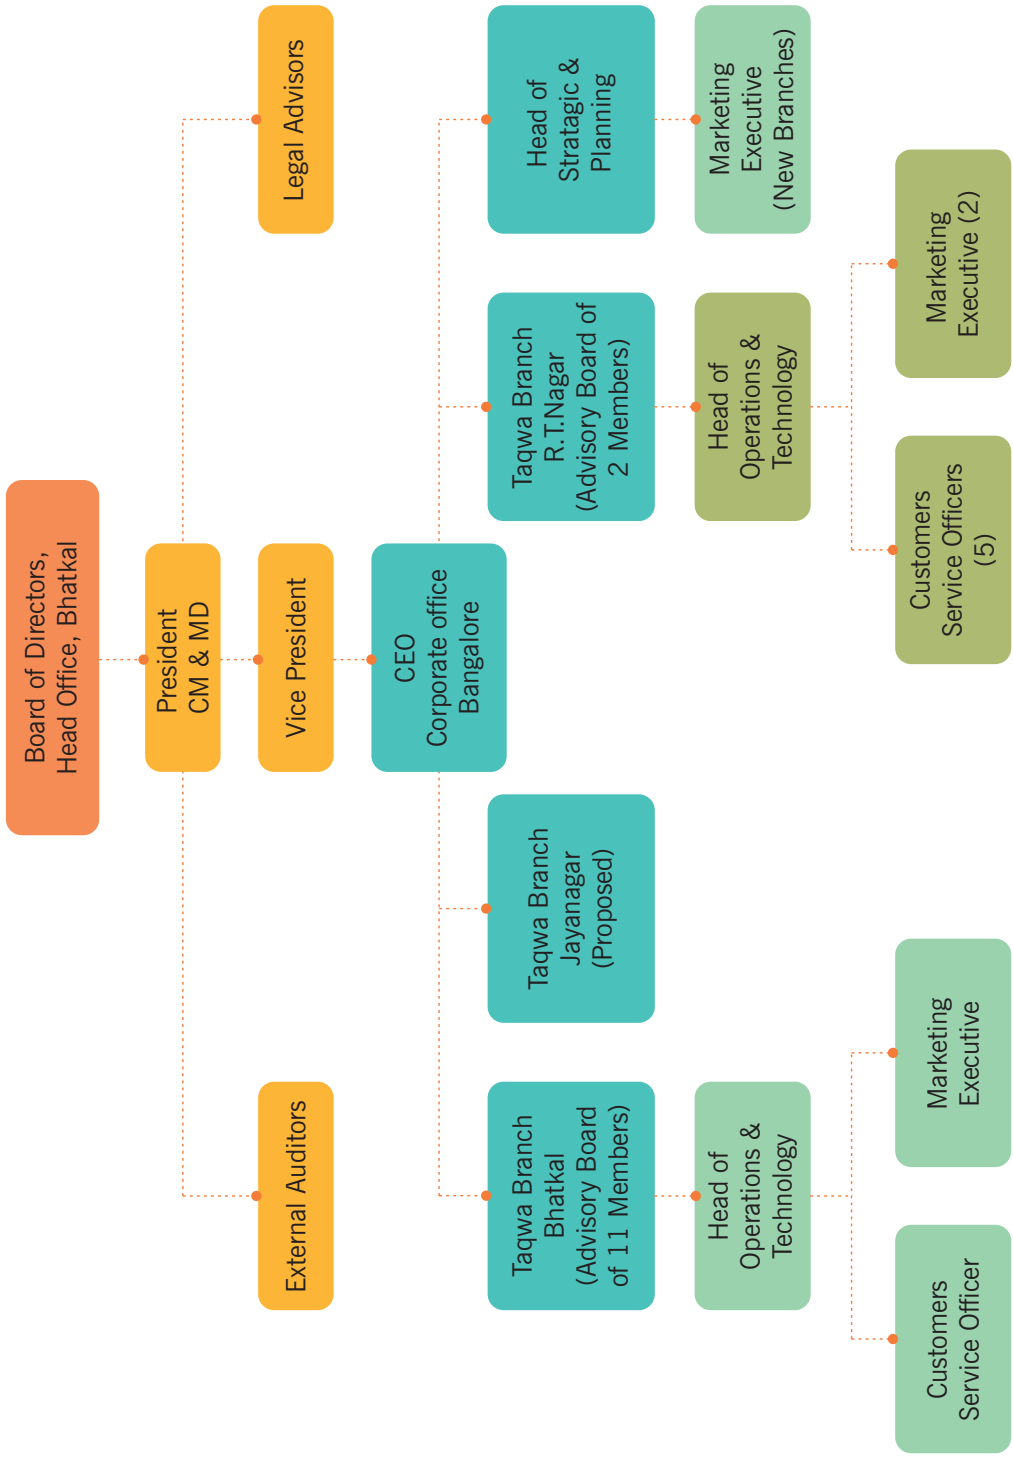 Board of Directors,
Head Office, Bhatkal
President
CM & MD
External Auditors
Vice President
Legal Advisors
CEO
Corporate office
Bangalore
Taqwa Branch
Bhatkal
(Advisory Board
of 11 Members)
Taqwa Branch
Jayanagar
(Proposed)
Taqwa Branch
R.T.Nagar
(Advisory Board of
2 Members)
Head of
Stratagic &
Planning
Head of
Operations &
Technology
Head of
Operations &
Technology
Marketing
Executive
(New Branches)
Customers
Service Officer
Marketing
Executive
Customers
Service Officers
(5)
Marketing
Executive (2)